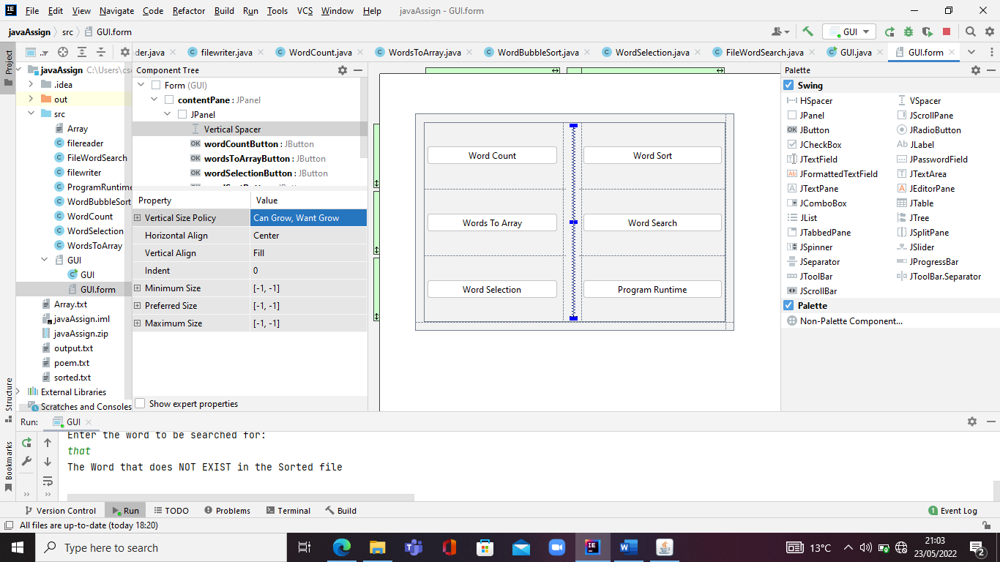 File Edit View Navigate Code Refactor Build Run Tools VCS Window Help javaAssign - GUI.form
javaAssign src GUI.form GUI
Project
..
der.java filewriter.java WordCount.java WordsToArray.java WordBubbleSort.java WordSelection.java FileWordSearch.java GUI.java GUI.form
javaAssign C:\Users\cs
.idea
out
src
Array
filereader
FileWordSearch
filewriter
ProgramRuntime
WordBubbleSort
WordCount
WordSelection
WordsToArray
GUI
GUI
GUI.form
Array.txt
javaAssign.iml
javaAssign.zip
output.txt
poem.txt
sorted.txt
External Libraries
Scratches and Consoles
Component Tree
Form (GUI)
contentPane : JPanel
JPanel
Vertical Spacer
OK wordCountButton : JButton
OK wordsToArrayButton : JButton
OK wordSelectionButton : JButton
Property Value
Vertical Size Policy Can Grow, Want Grow
Horizontal Align Center
Vertical Align Fill
Indent 0
Minimum Size [-1, -1]
Preferred Size [-1, -1]
Maximum Size [-1, -1]
Show expert properties
Word Count Word Sort
Words To Array Word Search
Word Selection Program Runtime
Palette
Swing
HSpacer VSpacer
JPanel JScrollPane
OK JButton JRadioButton
JCheckBox Ab JLabel
JTextField JPasswordField
Ab JFormattedTextField T JTextArea
A JTextPane A JEditorPane
JComboBox JTable
JList JTree
JTabbedPane JSplitPane
JSpinner JSlider
JSeparator JProgressBar
JToolBar JToolBar.Separator
JScrollBar
Palette
Non-Palette Component...
Structure
Bookmarks
Run: GUI
Enter the word to be searched for:
that
The Word that does NOT EXIST in the Sorted file
Version Control Run TODO Problems Terminal Build 1 Event Log
All files are up-to-date (today 18:20)
Type here to search
13°C
21:03
23/05/2022
2